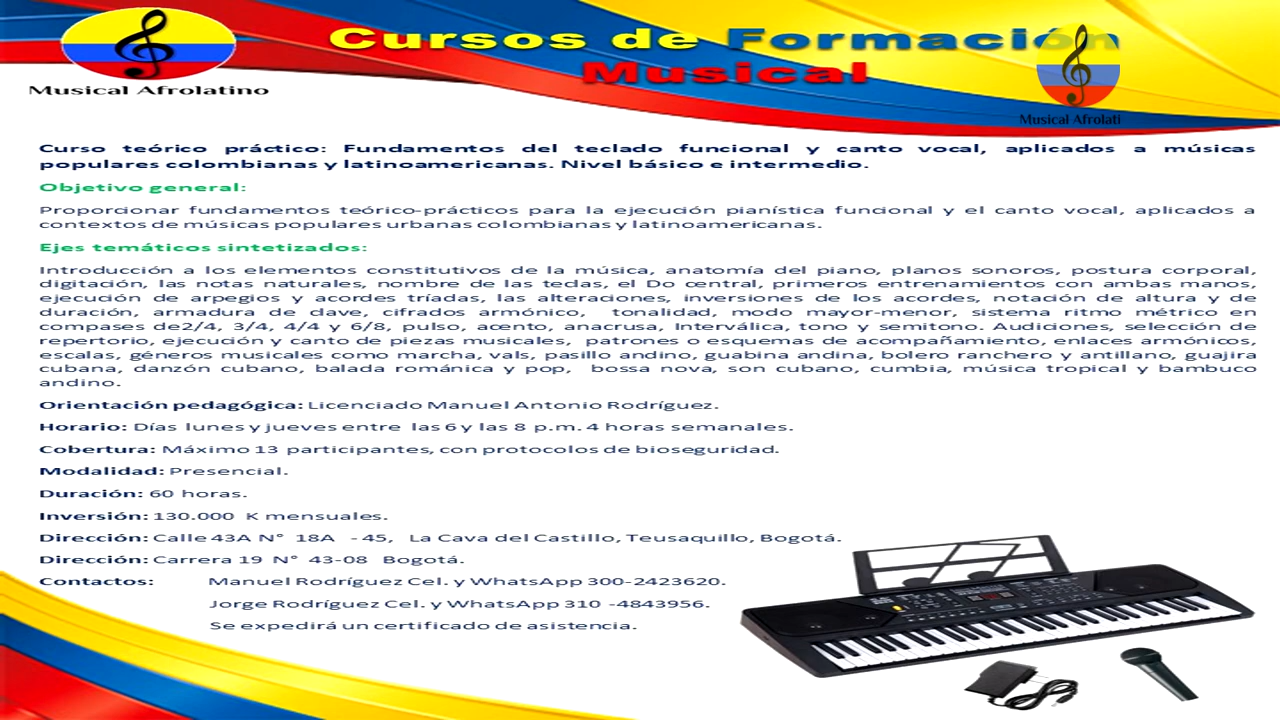 Cursos de Formación
Musical
Musical Afrolatino
Musical Afrolati
Curso teórico práctico: Fundamentos del teclado funcional y canto vocal, aplicados a músicas
populares colombianas y latinoamericanas. Nivel básico e intermedio.
Objetivo general:
Proporcionar fundamentos teórico-prácticos para la ejecución pianística funcional y el canto vocal, aplicados a
contextos de músicas populares urbanas colombianas y latinoamericanas.
Ejes temáticos sintetizados:
Introducción a los elementos constitutivos de la música, anatomía del piano, planos sonoros, postura corporal,
digitación, las notas naturales, nombre de las teclas, el Do central, primeros entrenamientos con ambas manos,
ejecución de arpegios y acordes tríadas, las alteraciones, inversiones de los acordes, notación de altura y de
duración, armadura de clave, cifrados armónico, tonalidad, modo mayor-menor, sistema ritmo métrico en
compases de2/4, 3/4, 4/4 y 6/8, pulso, acento, anacrusa, Interválica, tono y semitono. Audiciones, selección de
repertorio, ejecución y canto de piezas musicales, patrones o esquemas de acompañamiento, enlaces armónicos,
escalas, géneros musicales como marcha, vals, pasillo andino, guabina andina, bolero ranchero y antillano, guajira
cubana, danzón cubano, balada románica y pop, bossa nova, son cubano, cumbia, música tropical y bambuco
andino.
Orientación pedagógica: Licenciado Manuel Antonio Rodríguez.
Horario: Días lunes y jueves entre las 6 y las 8 p.m. 4 horas semanales.
Cobertura: Máximo 13 participantes, con protocolos de bioseguridad.
Modalidad: Presencial.
Duración: 60 horas.
Inversión: 130.000 K mensuales.
Dirección: Calle 43A N° 18A - 45, La Cava del Castillo, Teusaquillo, Bogotá.
Dirección: Carrera 19 N° 43-08 Bogotá.
Contactos: Manuel Rodríguez Cel. y WhatsApp 300-2423620.
Jorge Rodríguez Cel. y WhatsApp 310 -4843956.
Se expedirá un certificado de asistencia.